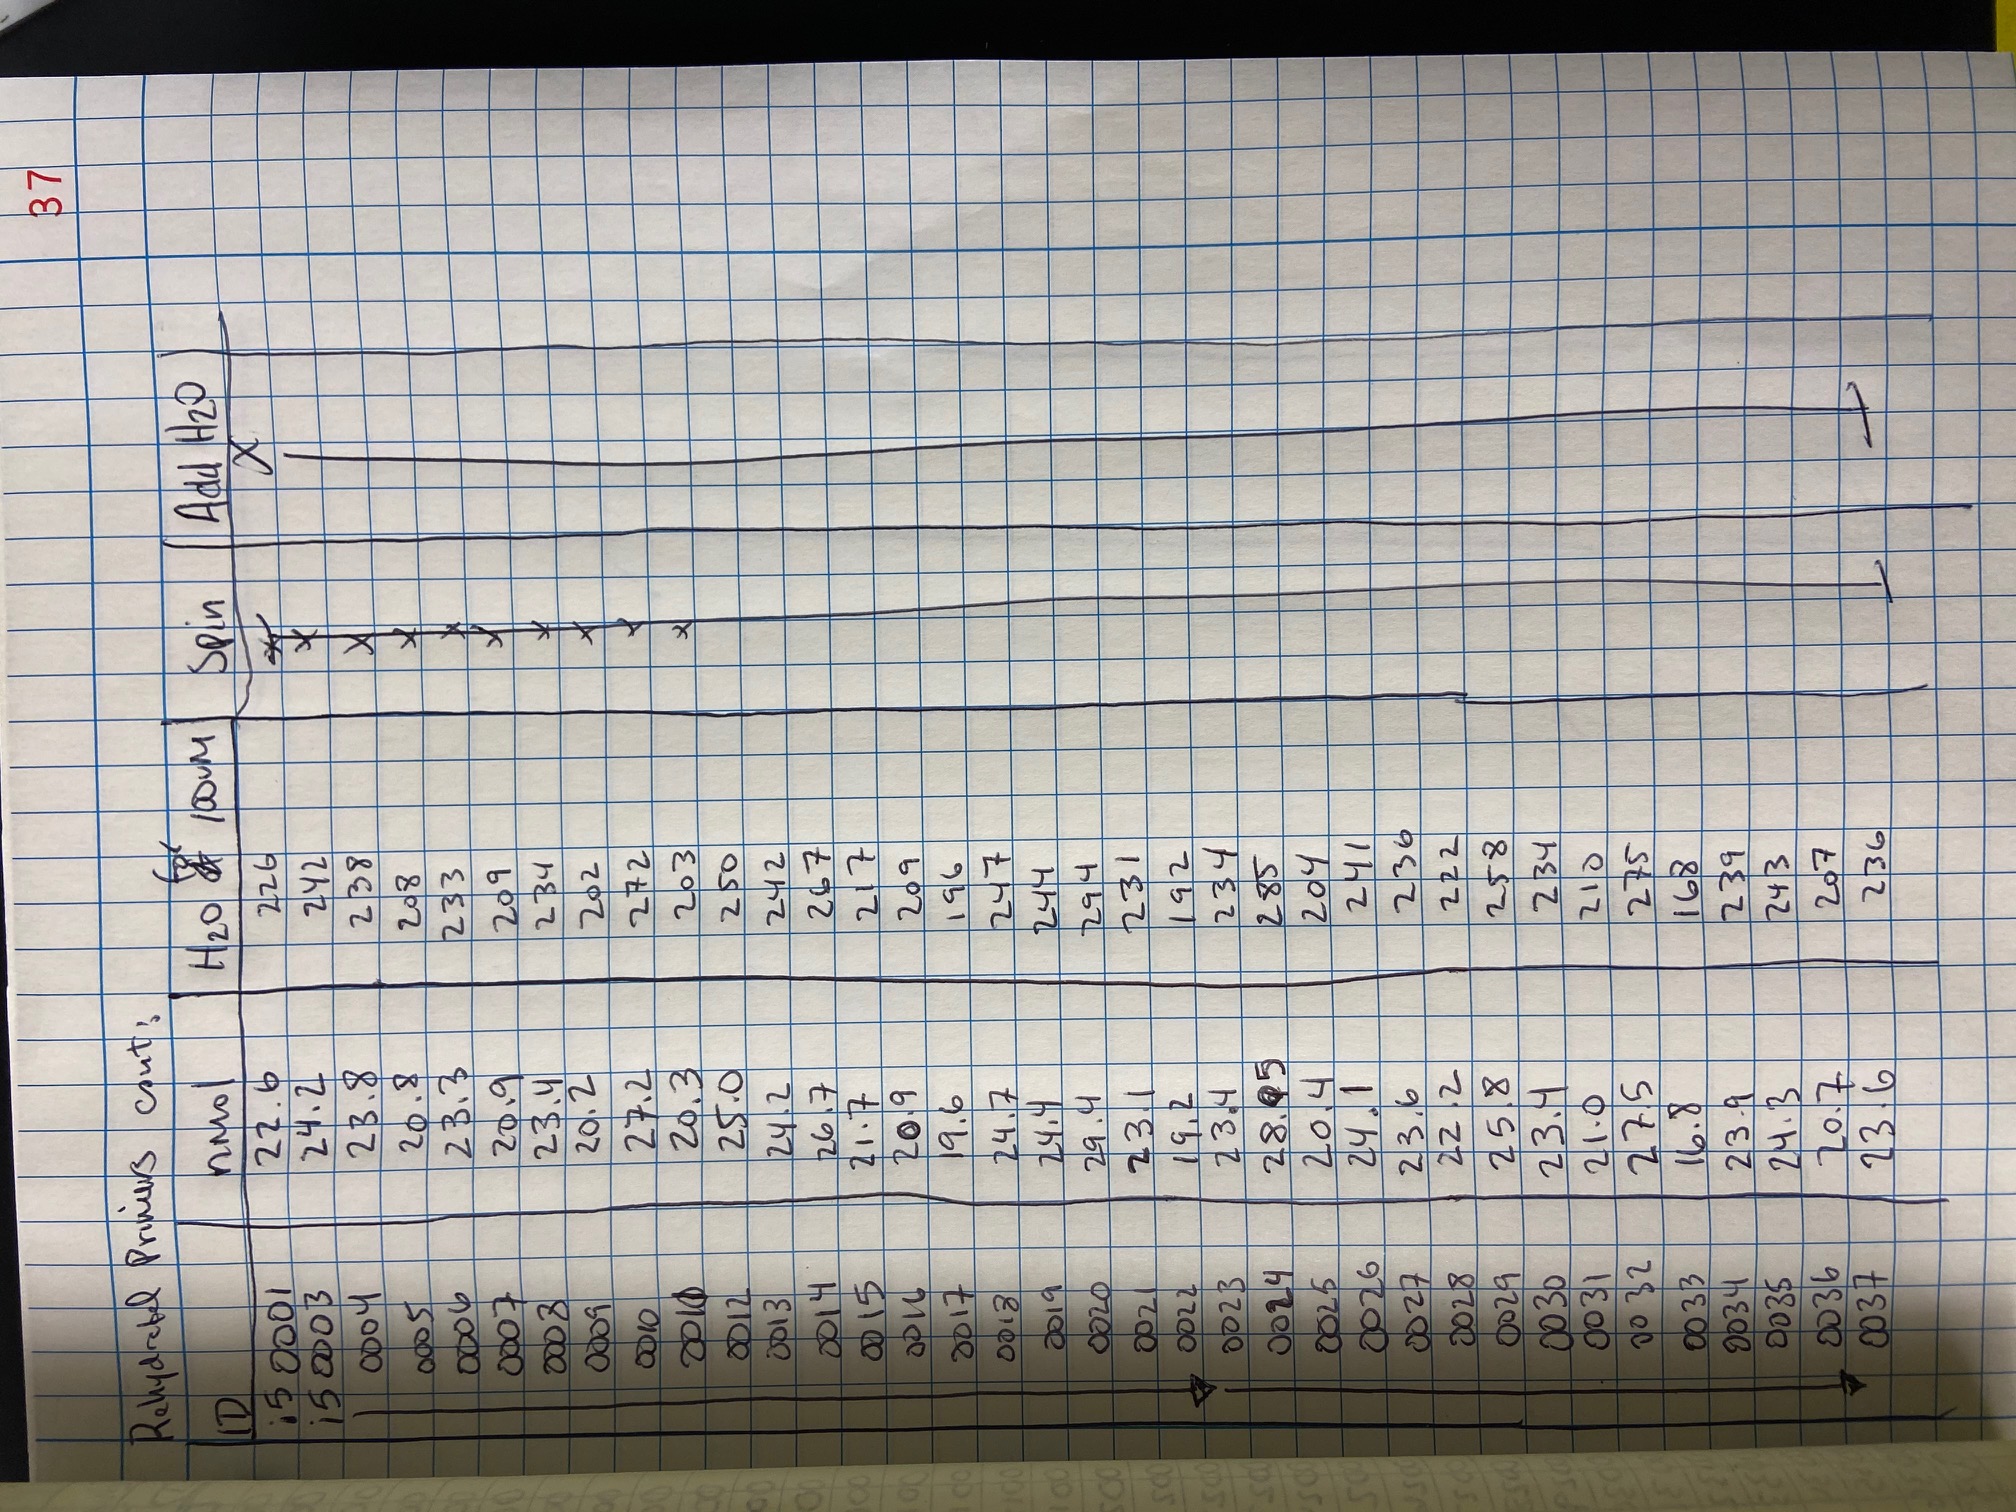 37
Rehydrated Primers cont:
ID nmol H2O for 100uM Spin Add H2O
i5 0001 22.6 226 x x
i5 0003 24.2 242 x
0004 23.8 238 x
0005 20.8 208 x
0006 23.3 233 x
0007 20.9 209 x
0008 23.4 234 x
0009 20.2 202 x
0010 27.2 272 x
0011 20.3 203 x
0012 25.0 250
0013 24.2 242
0014 26.7 267
0015 21.7 217
0016 20.9 209
0017 19.6 196
0018 24.7 247
0019 24.4 244
0020 29.4 294
0021 23.1 231
0022 19.2 192
0023 23.4 234
0024 28.5 285
0025 20.4 204
0026 24.1 241
0027 23.6 236
0028 22.2 222
0029 25.8 258
0030 23.4 234
0031 21.0 210
0032 27.5 275
0033 16.8 168
0034 23.9 239
0035 24.3 243
0036 20.7 207
0037 23.6 236